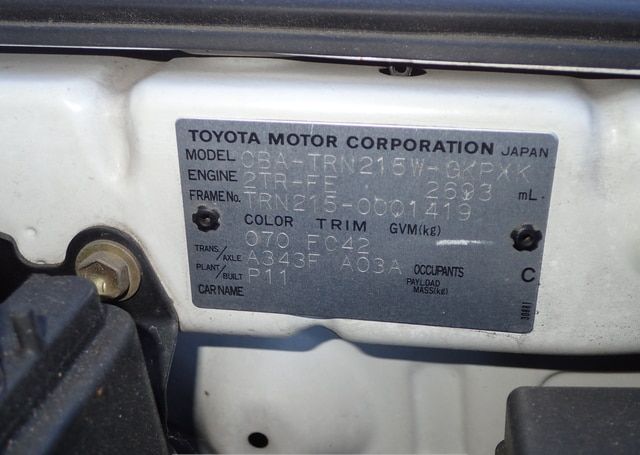 TOYOTA MOTOR CORPORATION JAPAN
MODEL CBA-TRN215W-GKPXK
ENGINE 2TR-FE 2693 mL
FRAME No. TRN215-0001419
COLOR TRIM GVM(kg)
070 FC42
TRANS./AXLE A343F A03A OCCUPANTS C
PLANT/BUILT P11 PAYLOAD MASS(kg)
CAR NAME